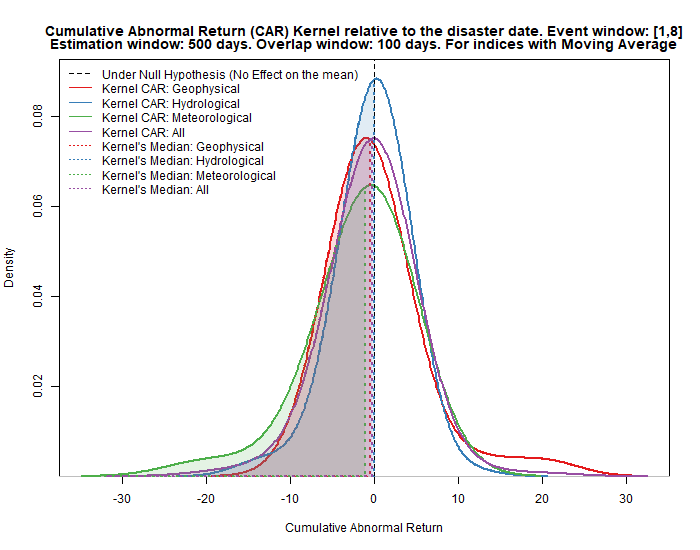 Cumulative Abnormal Return (CAR) Kernel relative to the disaster date. Event window: [1,8]
Estimation window: 500 days. Overlap window: 100 days. For indices with Moving Average
Under Null Hypothesis (No Effect on the mean)
Kernel CAR: Geophysical
Kernel CAR: Hydrological
Kernel CAR: Meteorological
Kernel CAR: All
Kernel's Median: Geophysical
Kernel's Median: Hydrological
Kernel's Median: Meteorological
Kernel's Median: All
0.08
0.06
0.04
0.02
Density
-30 -20 -10 0 10 20 30
Cumulative Abnormal Return